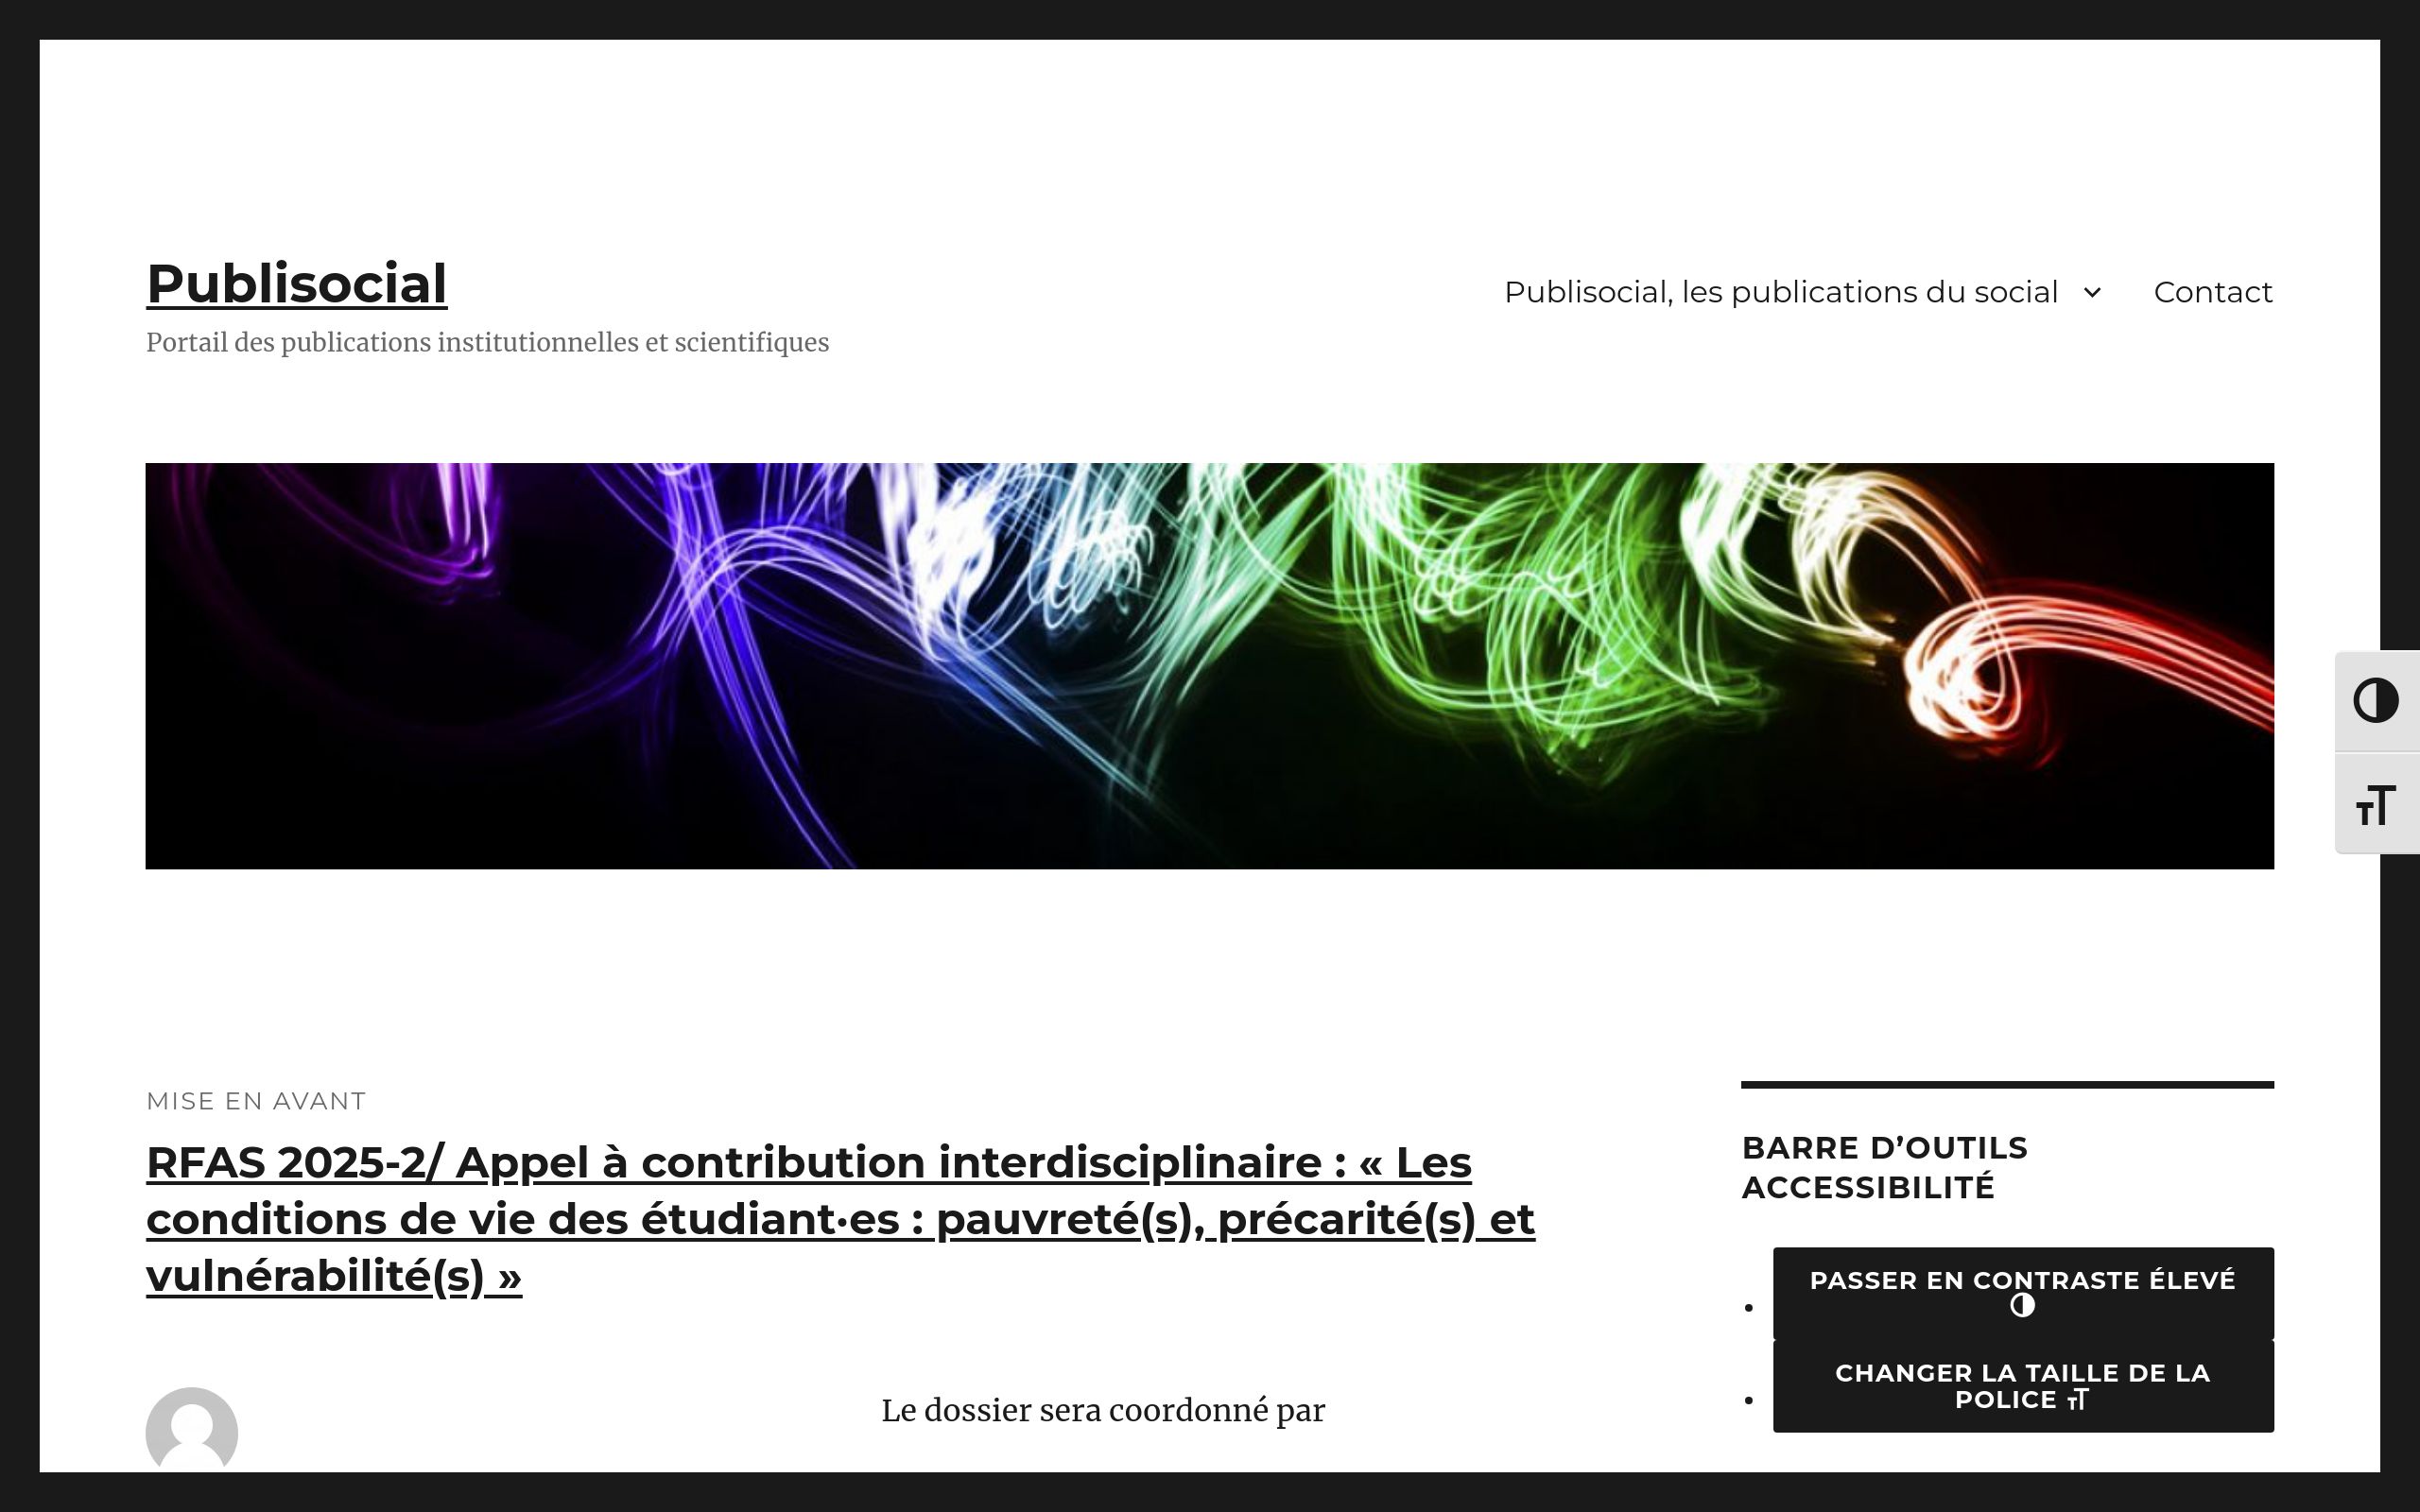 Publisocial
Portail des publications institutionnelles et scientifiques
Publisocial, les publications du social
Contact
MISE EN AVANT
RFAS 2025-2/ Appel à contribution interdisciplinaire : « Les
conditions de vie des étudiant·es : pauvreté(s), précarité(s) et
vulnérabilité(s) »
Le dossier sera coordonné par
BARRE D’OUTILS
ACCESSIBILITÉ
PASSER EN CONTRASTE ÉLEVÉ
CHANGER LA TAILLE DE LA
POLICE